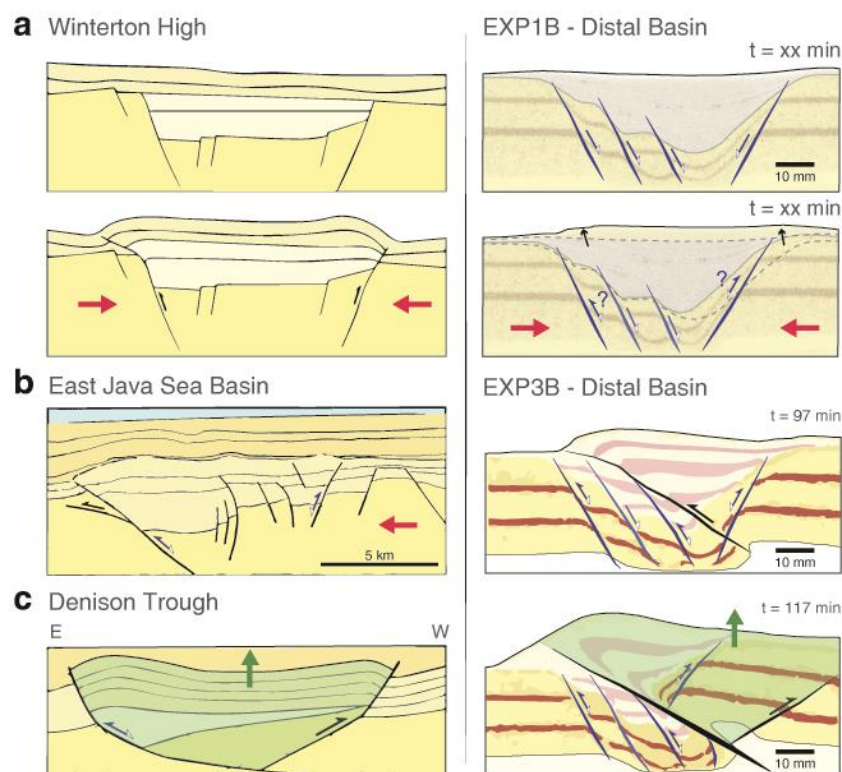 a Winterton High
EXP1B - Distal Basin
t = xx min
10 mm
t = xx min
?
?
b East Java Sea Basin
EXP3B - Distal Basin
t = 97 min
5 km
10 mm
c Denison Trough
t = 117 min
E
W
10 mm